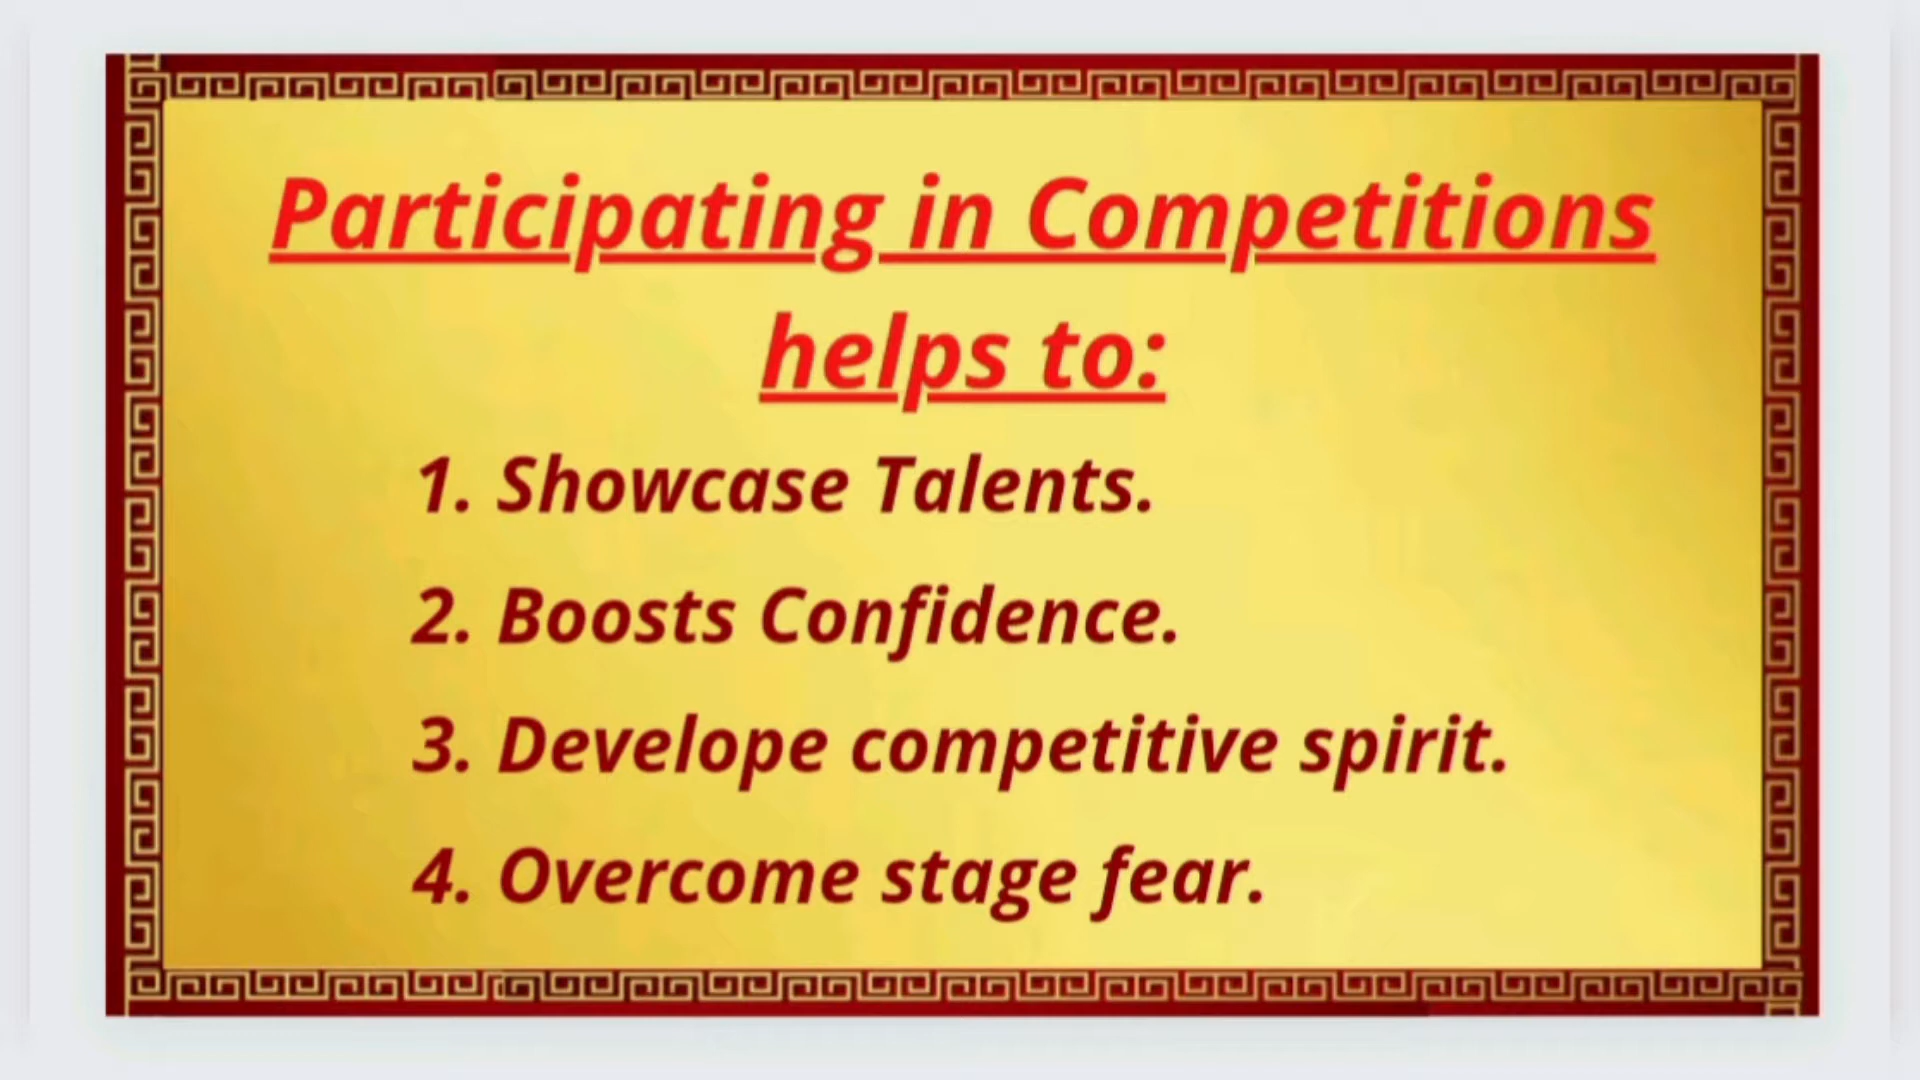 Participating in Competitions
helps to:
1. Showcase Talents.
2. Boosts Confidence.
3. Develope competitive spirit.
4. Overcome stage fear.